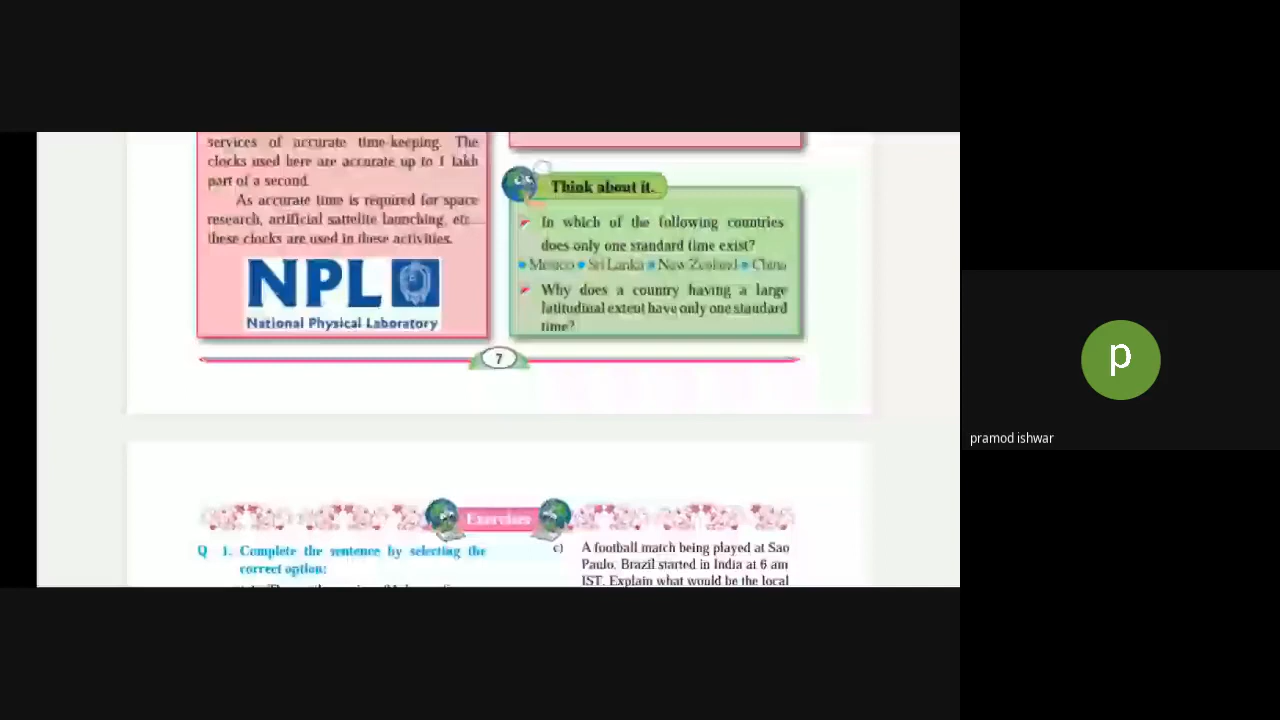 services of accurate time-keeping. The
clocks used here are accurate up to 1 lakh
part of a second.
As accurate time is required for space
research, artificial sattelite launching, etc
these clocks are used in these activities.
NPL
National Physical Laboratory
Think about it.
In which of the following countries
does only one standard time exist?
Mexico Sri Lanka New Zealand China
Why does a country having a large
latitudinal extent have only one standard
time?
7
Exercises
Q 1. Complete the sentence by selecting the
correct option:
c) A football match being played at Sao
Paulo, Brazil started in India at 6 am
IST. Explain what would be the local
p
pramod ishwar